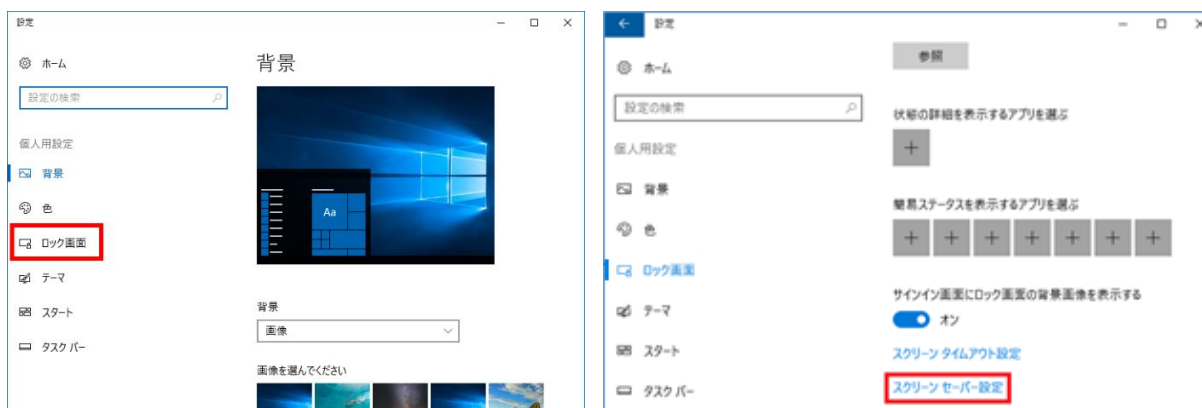 設定
ホーム
設定の検索
個人用設定
背景
色
ロック画面
テーマ
スタート
タスク バー
背景
Aa
背景
画像
画像を選んでください
設定
ホーム
設定の検索
個人用設定
背景
色
ロック画面
テーマ
スタート
タスク バー
参照
状態の詳細を表示するアプリを選ぶ
簡易ステータスを表示するアプリを選ぶ
サインイン画面にロック画面の背景画像を表示する
オン
スクリーン タイムアウト設定
スクリーン セーバー設定